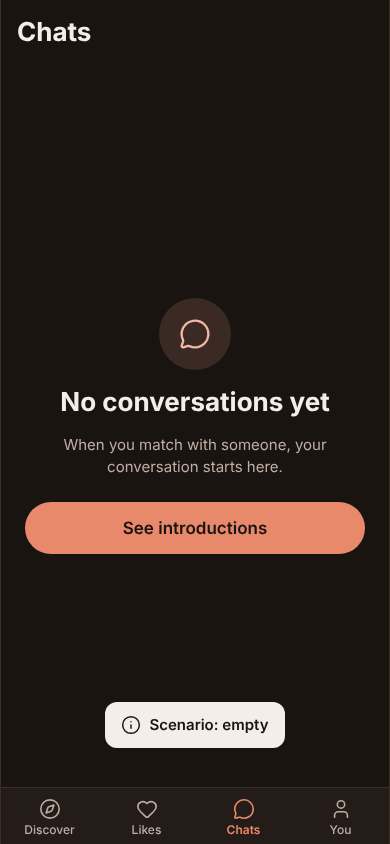 Chats
No conversations yet
When you match with someone, your
conversation starts here.
See introductions
Scenario: empty
Discover
Likes
Chats
You